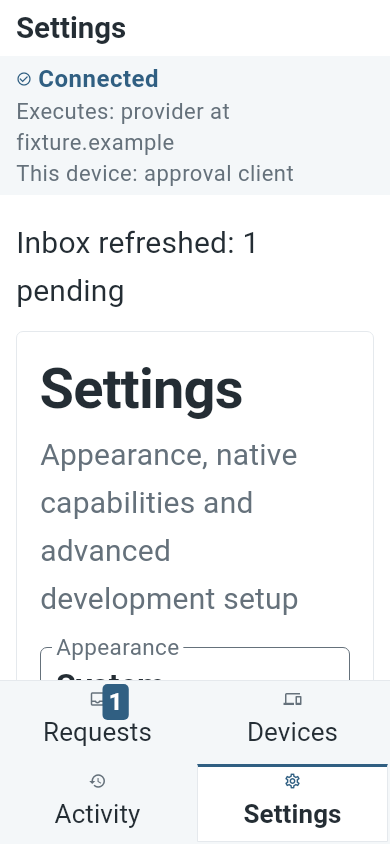 Settings
Connected
Executes: provider at
fixture.example
This device: approval client
Inbox refreshed: 1
pending
Settings
Appearance, native
capabilities and
advanced
development setup
Appearance
System
1
Requests
Devices
Activity
Settings